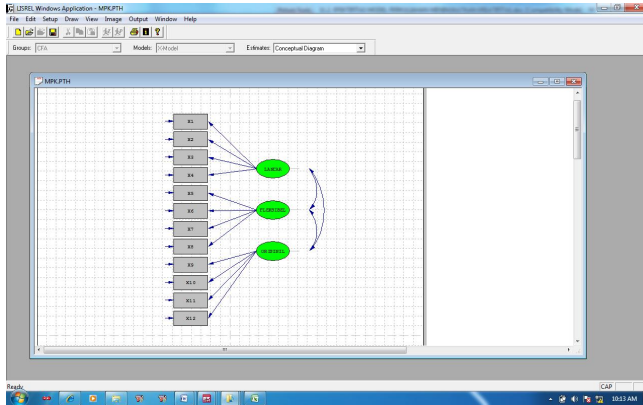 LISREL Windows Application - MPK.PTH
File Edit Setup Draw View Image Output Window Help
Groups: CFA Models: X-Model Estimates: Conceptual Diagram
MPK.PTH
X1
X2
X3
X4
X5
X6
X7
X8
X9
X10
X11
X12
LANCAR
Ready
CAP
10:13 AM